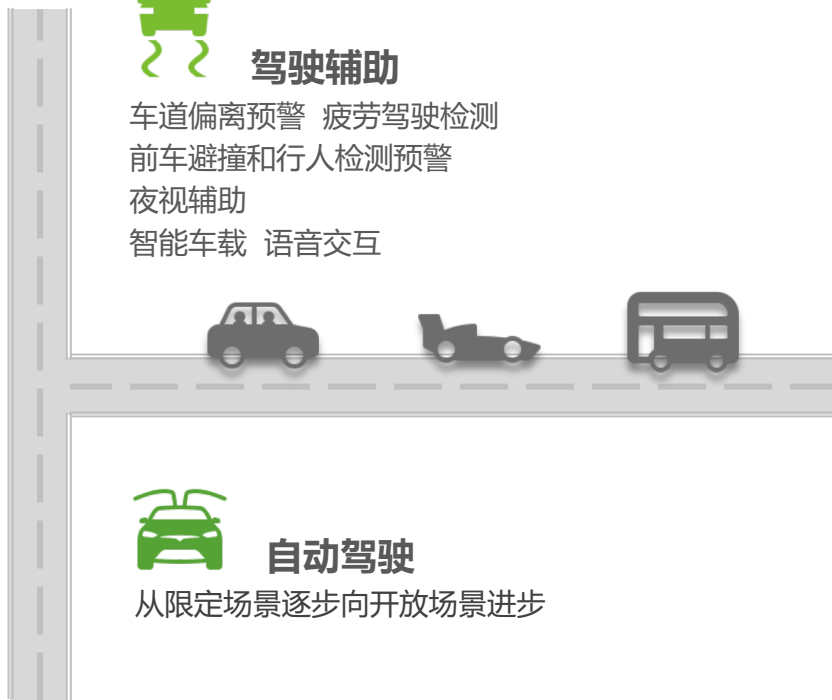 驾驶辅助
车道偏离预警 疲劳驾驶检测
前车避撞和行人检测预警
夜视辅助
智能车载 语音交互
自动驾驶
从限定场景逐步向开放场景进步